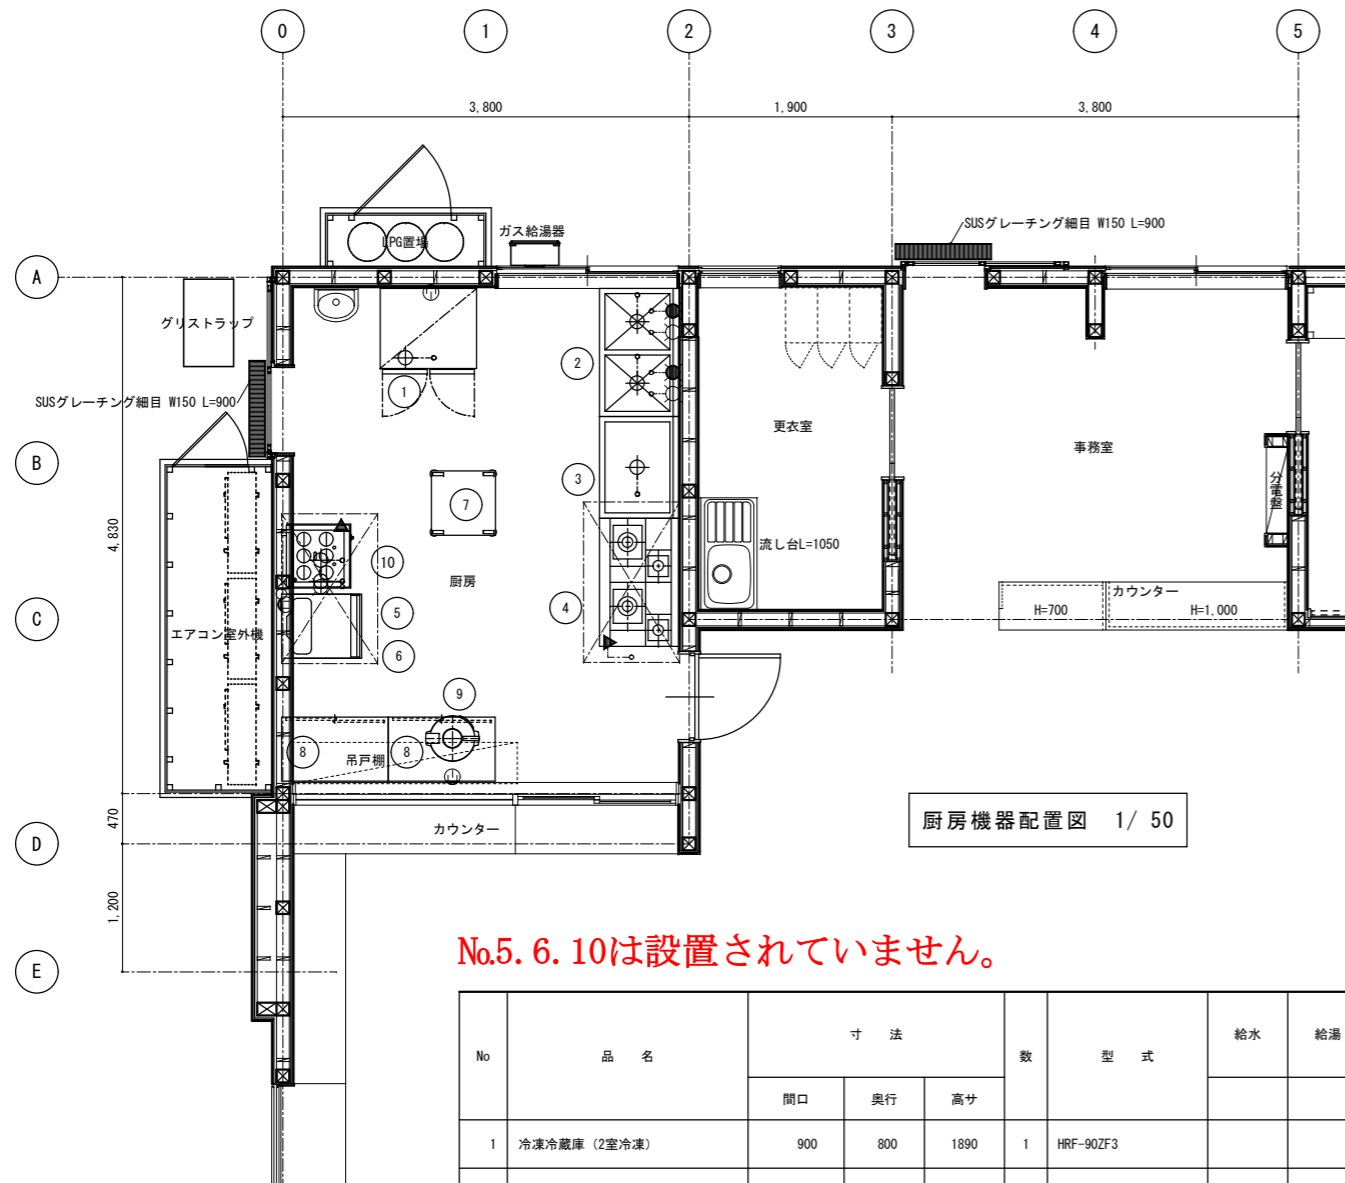 0 1 2 3 4 5
3,800 1,900 3,800
SUSグレーチング細目 W150 L=900
ガス給湯器
LPG置場
A
グリストラップ
2
1
SUSグレーチング細目 W150 L=900
更衣室
事務室
B
3
7
分電盤
4,830
流し台L=1050
10
厨房
カウンター
H=700 H=1,000
5
4
C
エアコン室外機
6
9
8 吊戸棚 8
470
カウンター
厨房機器配置図 1/ 50
D
1,200
№5.6.10は設置されていません。
E
No 品 名 寸 法 数 型 式 給水 給湯
間口 奥行 高サ
1 冷凍冷蔵庫（2室冷凍） 900 800 1890 1 HRF-90ZF3